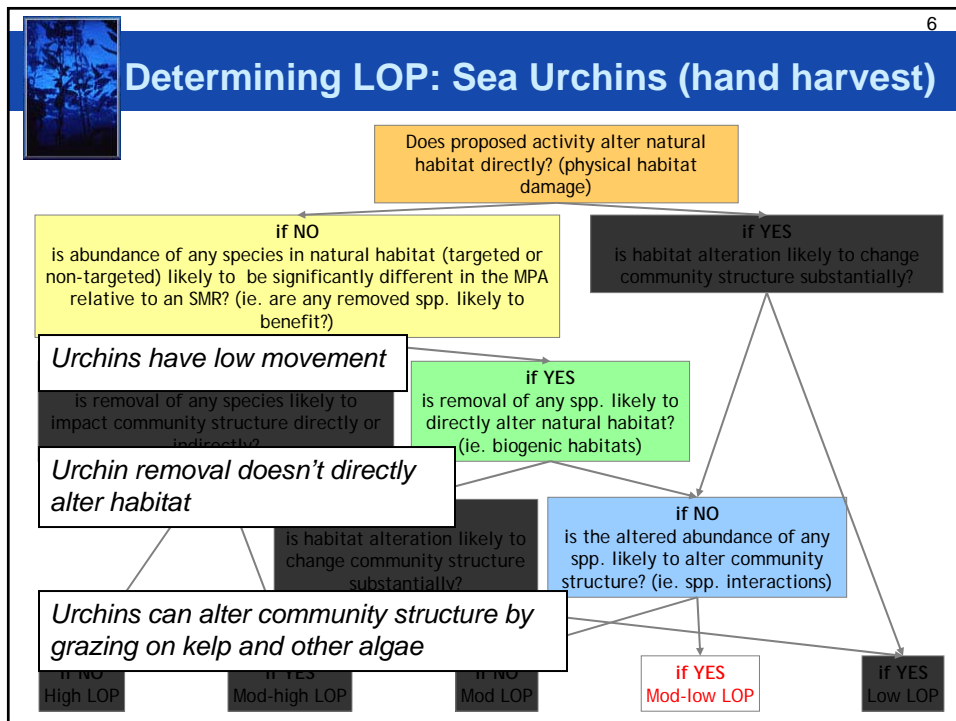 6
Determining LOP: Sea Urchins (hand harvest)
Does proposed activity alter natural
habitat directly? (physical habitat
damage)
if NO
is abundance of any species in natural habitat (targeted or
non-targeted) likely to be significantly different in the MPA
relative to an SMR? (ie. are any removed spp. likely to
benefit?)
if YES
is habitat alteration likely to change
community structure substantially?
Urchins have low movement
is removal of any species likely to
impact community structure directly or
indirectly?
if YES
is removal of any spp. likely to
directly alter natural habitat?
(ie. biogenic habitats)
Urchin removal doesn't directly
alter habitat
is habitat alteration likely to
change community structure
substantially?
if NO
is the altered abundance of any
spp. likely to alter community
structure? (ie. spp. interactions)
Urchins can alter community structure by
grazing on kelp and other algae
if NO
High LOP
if YES
Mod-high LOP
if NO
Mod LOP
if YES
Mod-low LOP
if YES
Low LOP